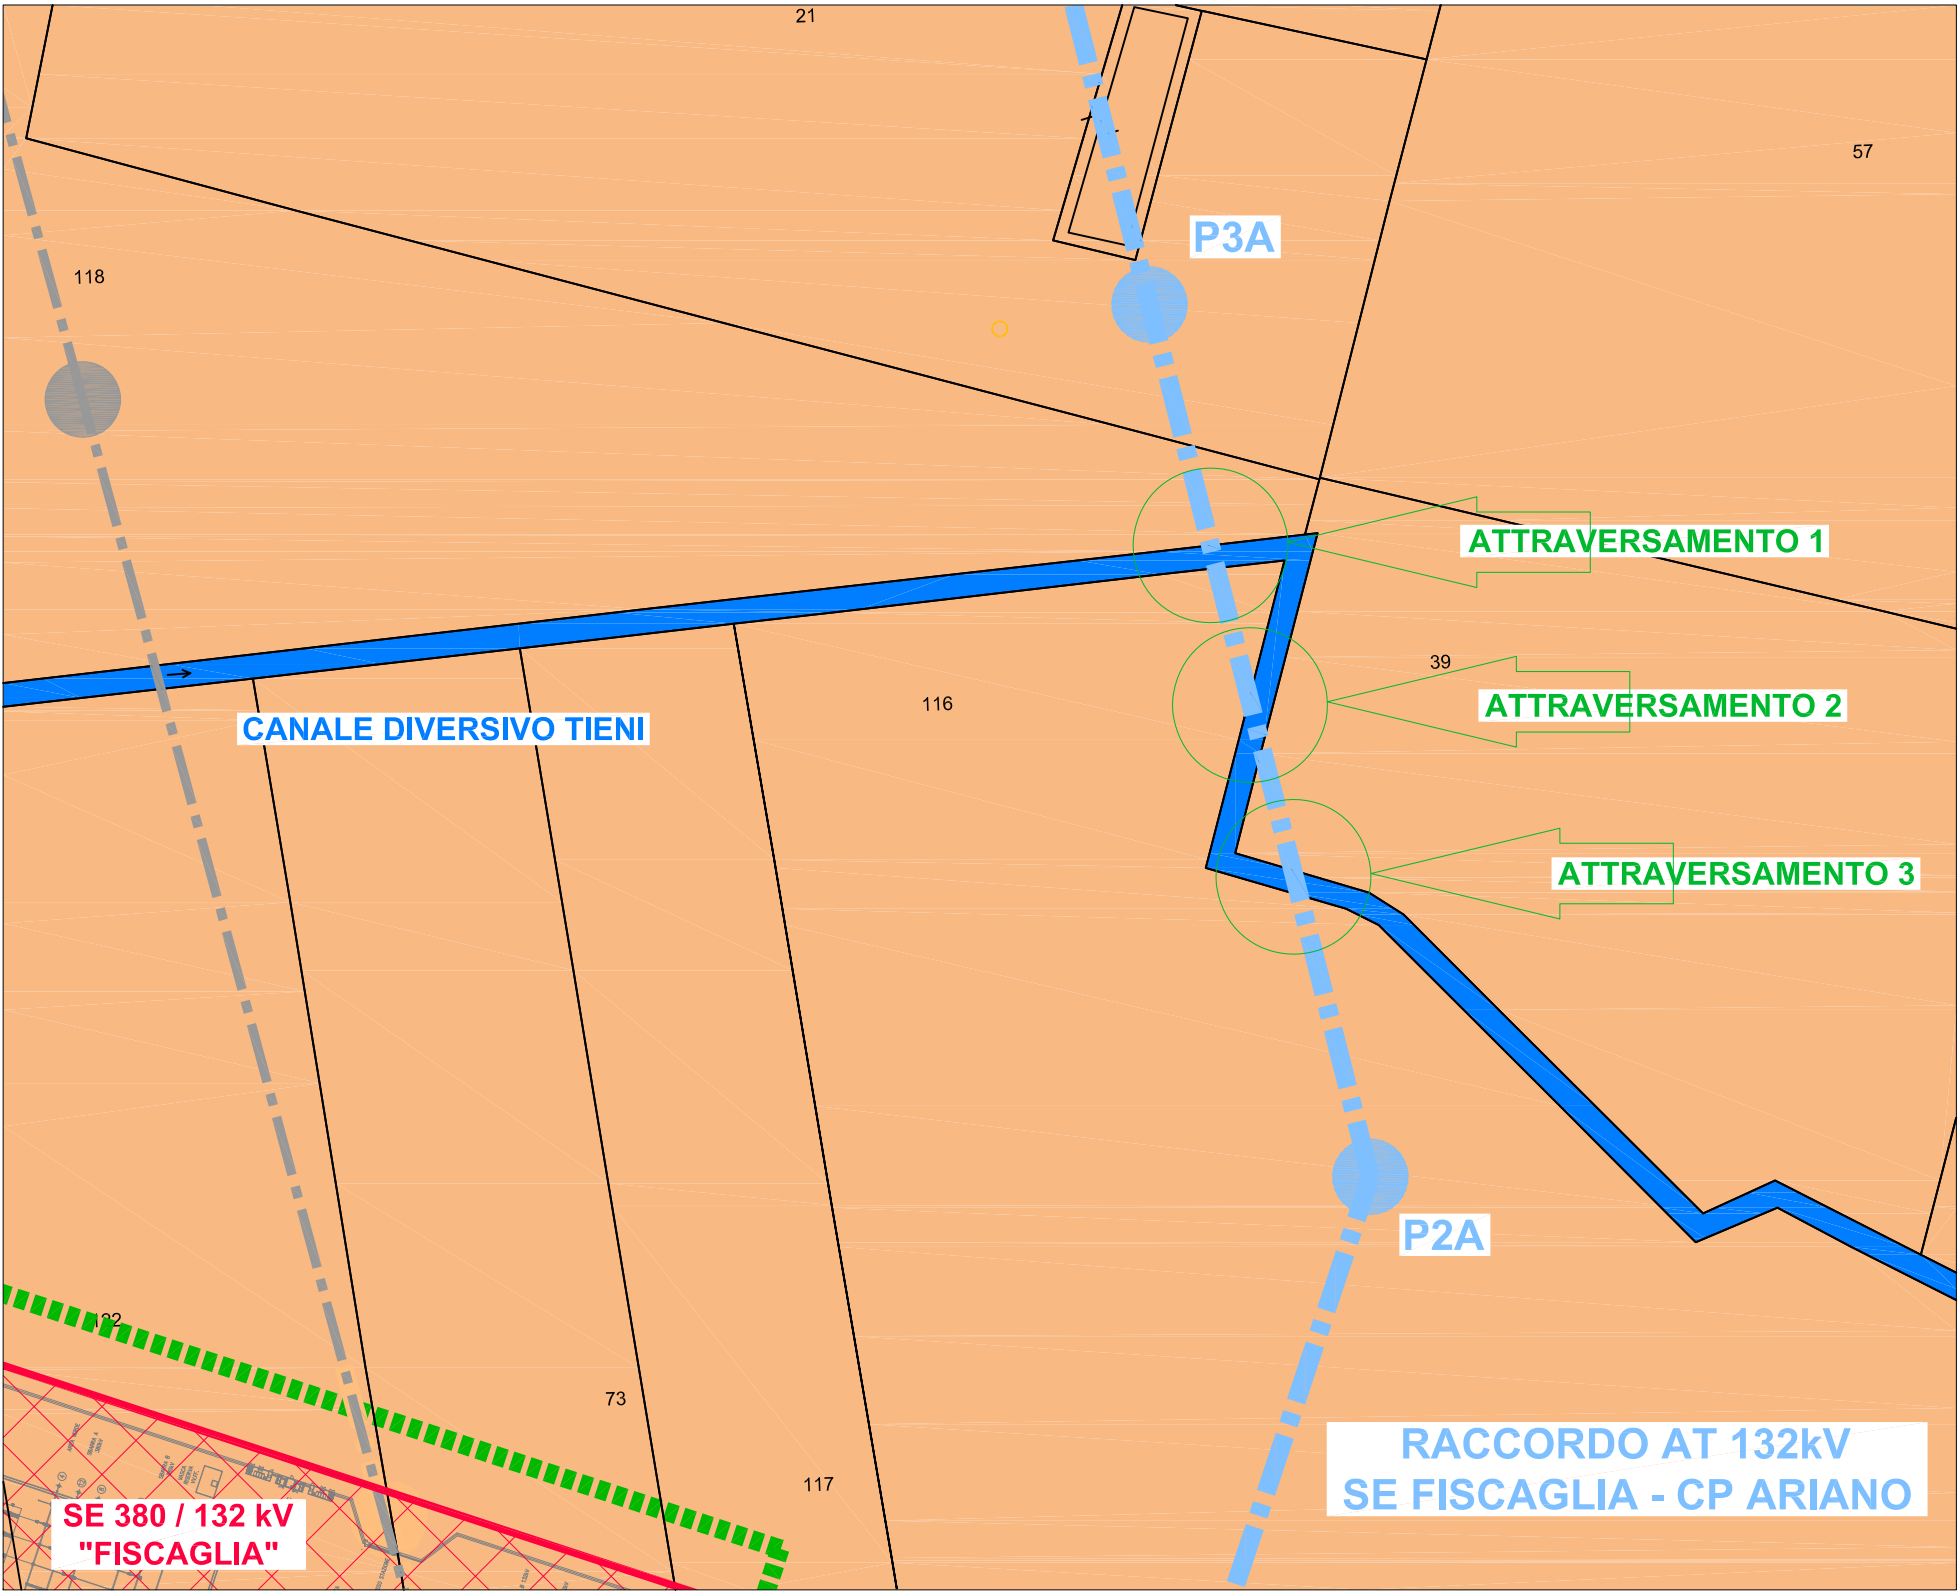 21
57
P3A
118
ATTRAVERSAMENTO 1
39
ATTRAVERSAMENTO 2
116
CANALE DIVERSIVO TIENI
ATTRAVERSAMENTO 3
P2A
73
117
RACCORDO AT 132kV
SE FISCAGLIA - CP ARIANO
SE 380 / 132 kV
"FISCAGLIA"